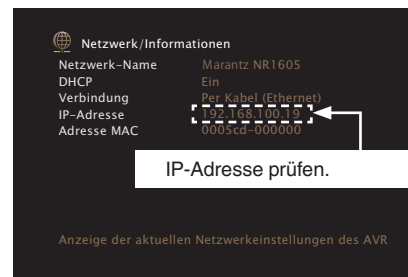 Netzwerk/Informationen
Netzwerk-Name Marantz NR1605
DHCP Ein
Verbindung Per Kabel (Ethernet)
IP-Adresse 192.168.100.19
Adresse MAC 0005cd-000000
IP-Adresse prüfen.
Anzeige der aktuellen Netzwerkeinstellungen des AVR